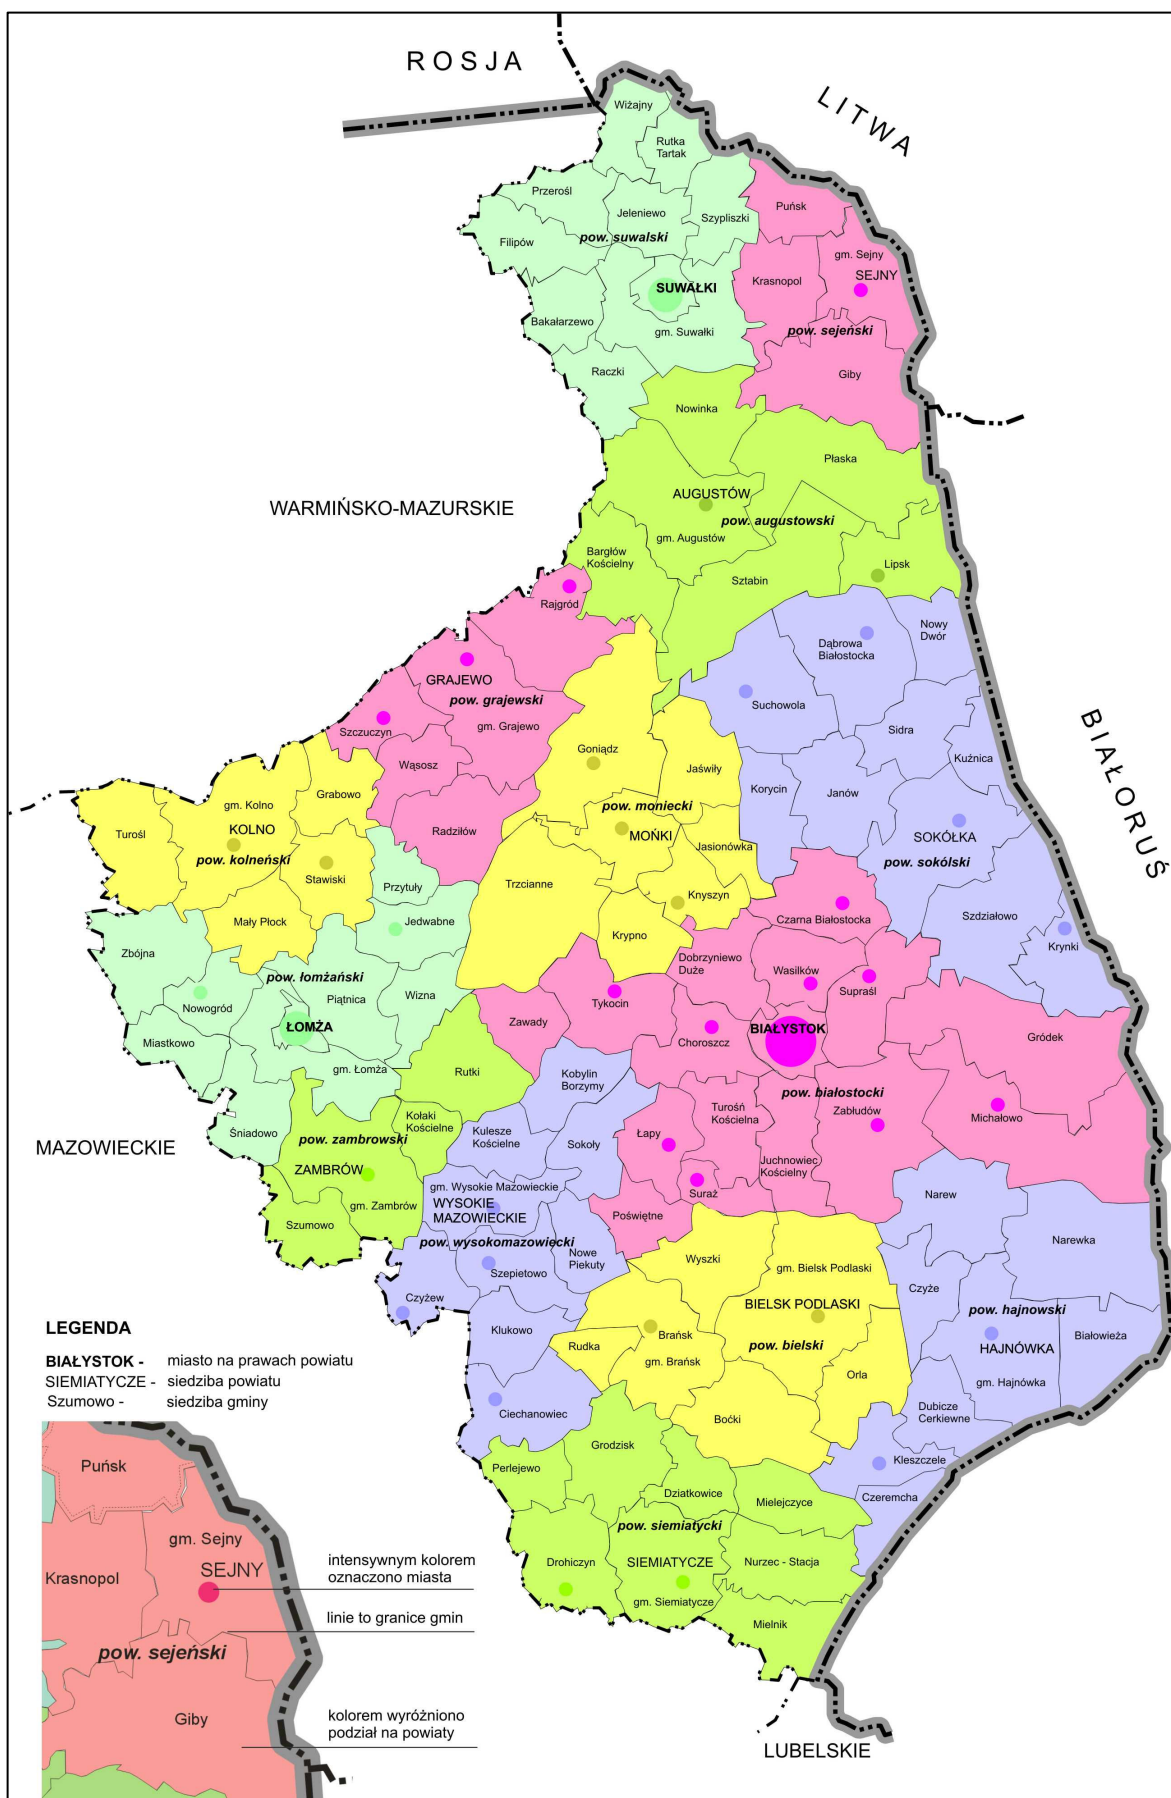 ROSJA
LITWA
Wiżajny
Rutka
Tartak
Przerośl
Puńsk
Jeleniewo
Szypliszki
pow. suwalski
Filipów
gm. Sejny
SEJNY
Krasnopol
SUWAŁKI
Bakałarzewo
gm. Suwałki
pow. sejeński
Raczki
Giby
Nowinka
Płaska
AUGUSTÓW
WARMIŃSKO-MAZURSKIE
pow. augustowski
gm. Augustów
Bargłów
Kościelny
Lipsk
Sztabin
Rajgród
Nowy
Dwór
Dąbrowa
Białostocka
GRAJEWO
pow. grajewski
Suchowola
BIAŁORUŚ
gm. Grajewo
Szczuczyn
Sidra
Goniądz
Kuźnica
Wąsosz
Jaświły
Korycin
Janów
Grabowo
gm. Kolno
pow. moniecki
KOLNO
Turośl
Radziłów
MOŃKI
SOKÓŁKA
pow. kolneński
Jasionówka
pow. sokólski
Stawiski
Trzcianne
Przytuły
Knyszyn
Mały Płock
Jedwabne
Czarna Białostocka
Szdziałowo
Krypno
Krynki
Zbójna
Dobrzyniewo
Duże
Wasilków
pow. łomżański
Supraśl
Wizna
Piątnica
Nowogród
Tykocin
ŁOMŻA
Zawady
BIAŁYSTOK
Miastkowo
Choroszcz
Gródek
gm. Łomża
Rutki
Kobylin
Borzymy
pow. białostocki
Kołaki
Kościelne
Turośń
Kościelna
Zabłudów
Michałowo
Śniadowo
pow. zambrowski
Kulesze
Kościelne
Łapy
MAZOWIECKIE
Sokoły
ZAMBRÓW
Juchnowiec
Kościelny
gm. Wysokie Mazowieckie
Suraż
Narew
WYSOKIE
MAZOWIECKIE
gm. Zambrów
Poświętne
Szumowo
pow. wysokomazowiecki
Narewka
Nowe
Piekuty
Wyszki
gm. Bielsk Podlaski
Szepietowo
Czyże
Czyżew
BIELSK PODLASKI
pow. hajnowski
Klukowo
Brańsk
Białowieża
Rudka
pow. bielski
HAJNÓWKA
gm. Brańsk
Orla
gm. Hajnówka
Ciechanowiec
Boćki
Dubicze
Cerkiewne
Grodzisk
Kleszczele
Perlejewo
Dziatkowice
Mielejczyce
Czeremcha
pow. siemiatycki
Drohiczyn
SIEMIATYCZE
Nurzec - Stacja
gm. Siemiatycze
Mielnik
LUBELSKIE
LEGENDA
BIAŁYSTOK - miasto na prawach powiatu
SIEMIATYCZE - siedziba powiatu
Szumowo - siedziba gminy
Puńsk
gm. Sejny
SEJNY
Krasnopol
pow. sejeński
Giby
intensywnym kolorem
oznaczono miasta
linie to granice gmin
kolorem wyróżniono
podział na powiaty